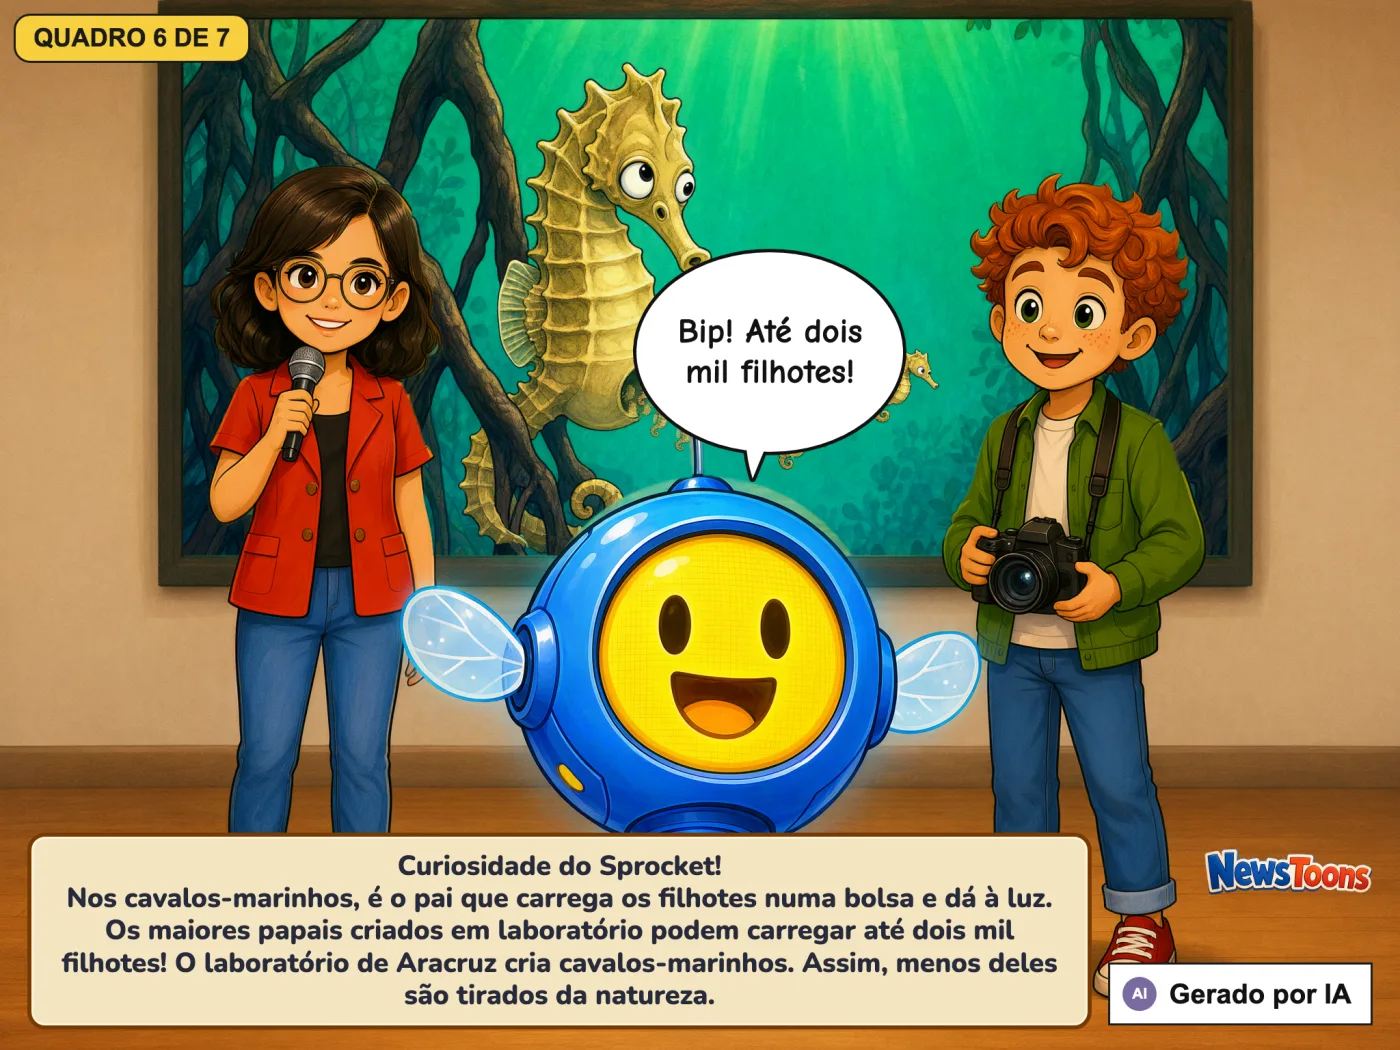 QUADRO 6 DE 7
Bip! Até dois
mil filhotes!
Curiosidade do Sprocket!
Nos cavalos-marinhos, é o pai que carrega os filhotes numa bolsa e dá à luz.
Os maiores papais criados em laboratório podem carregar até dois mil
filhotes! O laboratório de Aracruz cria cavalos-marinhos. Assim, menos deles
são tirados da natureza.
NewsToons
AI Gerado por IA